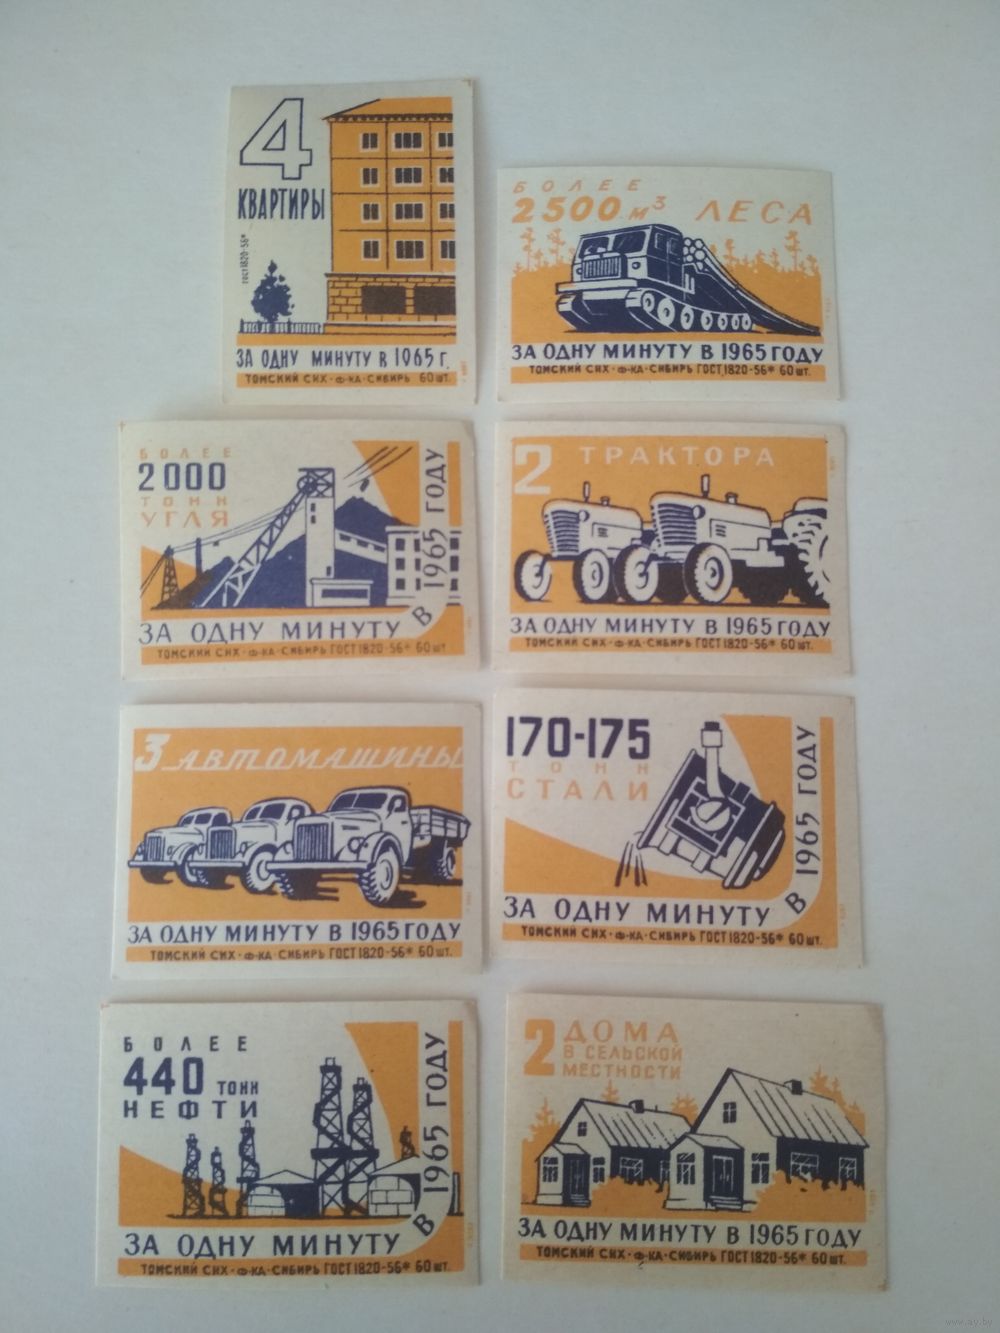 4
КВАРТИРЫ
ГОСТ 1820-56*
ЗА ОДНУ МИНУТУ В 1965 Г.
ТОМСКИЙ СНХ·Ф-КА·СИБИРЬ 60 ШТ.
БОЛЕЕ
2500 М³ ЛЕСА
ЗА ОДНУ МИНУТУ В 1965 ГОДУ
ТОМСКИЙ СНХ·Ф-КА·СИБИРЬ ГОСТ 1820-56* 60 ШТ.
БОЛЕЕ
2000
ТОНН
УГЛЯ
ЗА ОДНУ МИНУТУ В 1965 ГОДУ
ТОМСКИЙ СНХ·Ф-КА·СИБИРЬ ГОСТ 1820-56* 60 ШТ.
2 ТРАКТОРА
ЗА ОДНУ МИНУТУ В 1965 ГОДУ
ТОМСКИЙ СНХ·Ф-КА·СИБИРЬ ГОСТ 1820-56* 60 ШТ.
3 АВТОМАШИНЫ
ЗА ОДНУ МИНУТУ В 1965 ГОДУ
ТОМСКИЙ СНХ·Ф-КА·СИБИРЬ ГОСТ 1820-56* 60 ШТ.
170-175
ТОНН
СТАЛИ
ЗА ОДНУ МИНУТУ В 1965 ГОДУ
ТОМСКИЙ СНХ·Ф-КА·СИБИРЬ ГОСТ 1820-56* 60 ШТ.
БОЛЕЕ
440 ТОНН
НЕФТИ
ЗА ОДНУ МИНУТУ В 1965 ГОДУ
ТОМСКИЙ СНХ·Ф-КА·СИБИРЬ ГОСТ 1820-56* 60 ШТ.
2 ДОМА
В СЕЛЬСКОЙ
МЕСТНОСТИ
ЗА ОДНУ МИНУТУ В 1965 ГОДУ
ТОМСКИЙ СНХ·Ф-КА·СИБИРЬ ГОСТ 1820-56* 60 ШТ.
www.ay.by